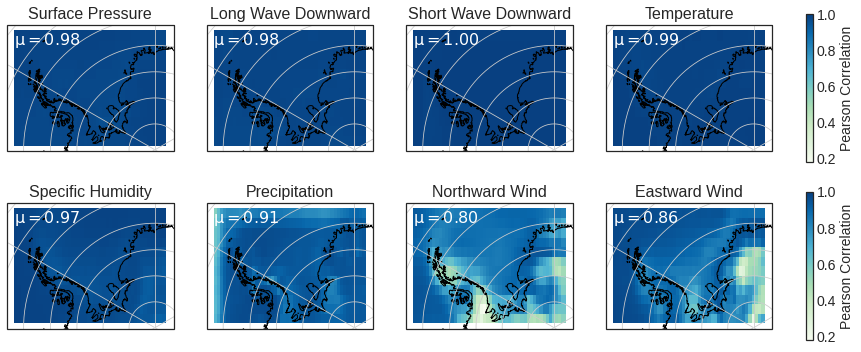 Surface Pressure
Long Wave Downward
Short Wave Downward
Temperature
μ = 0.98
μ = 0.98
μ = 1.00
μ = 0.99
1.0
0.8
0.6
0.4
0.2
Pearson Correlation
Specific Humidity
Precipitation
Northward Wind
Eastward Wind
μ = 0.97
μ = 0.91
μ = 0.80
μ = 0.86
1.0
0.8
0.6
0.4
0.2
Pearson Correlation